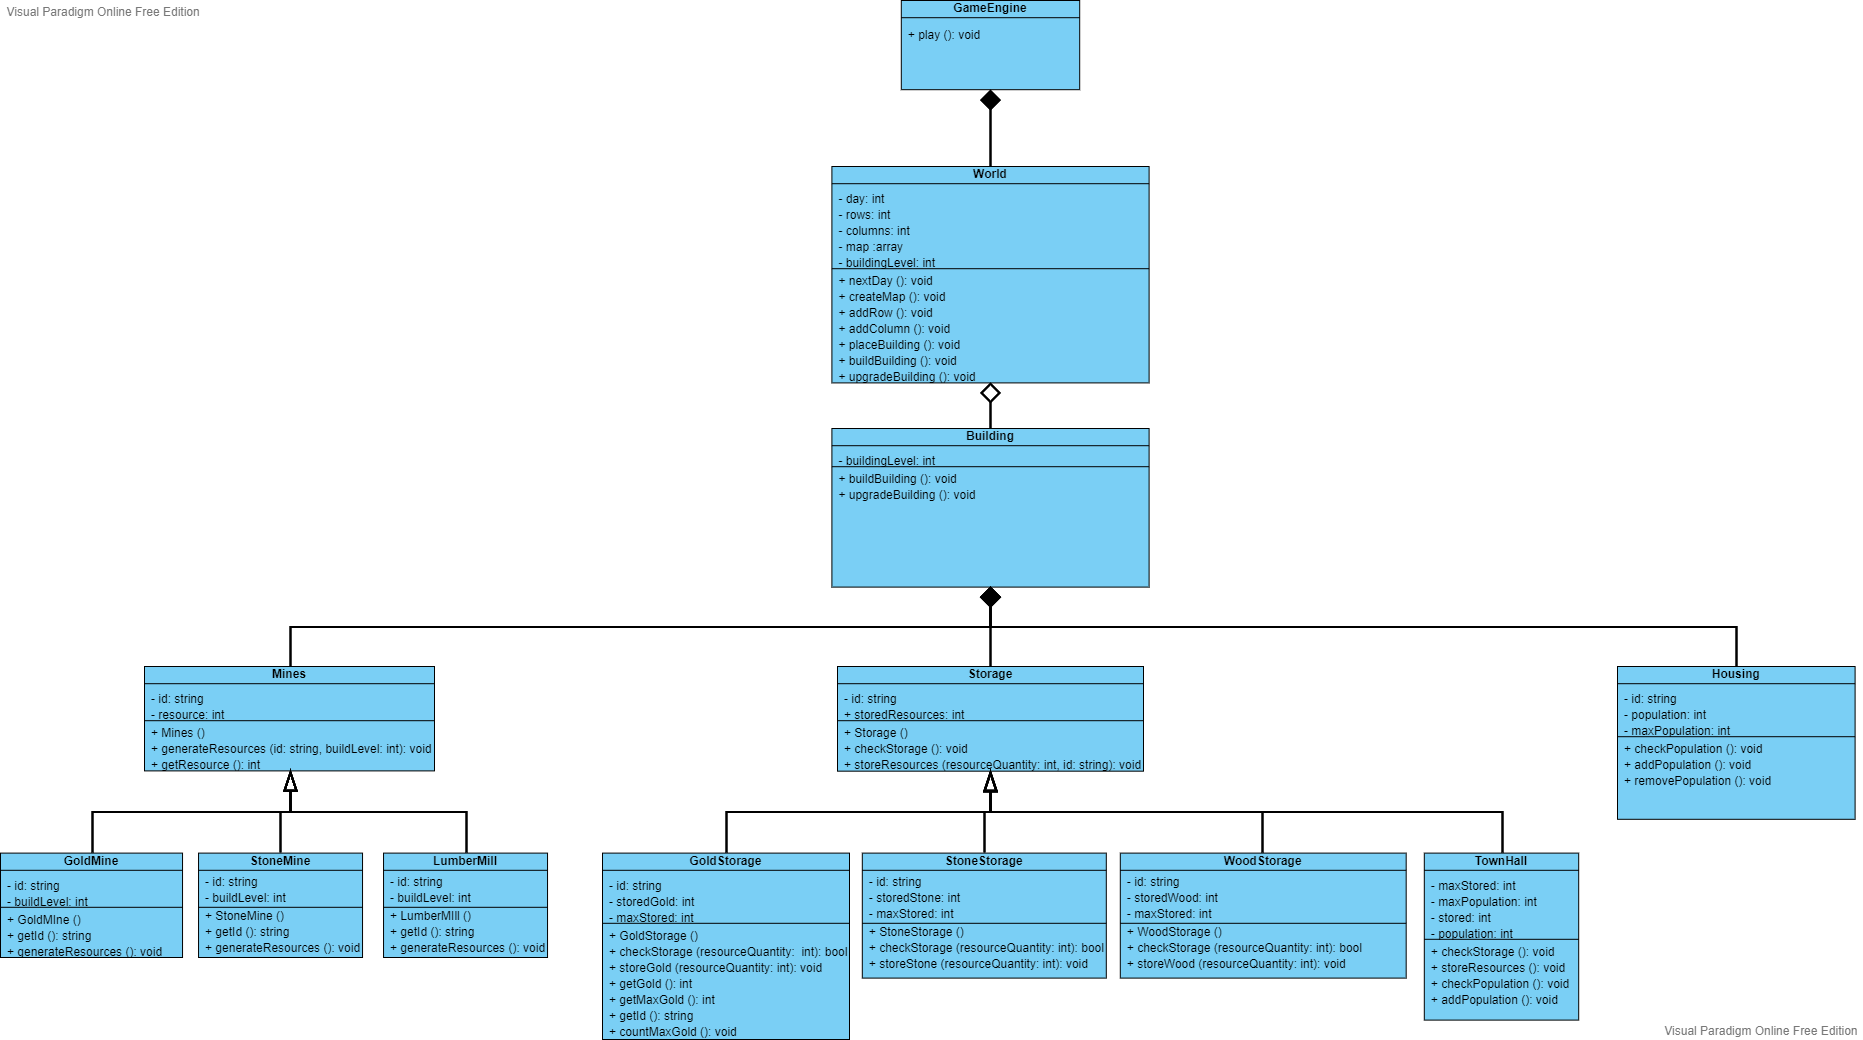 Visual Paradigm Online Free Edition
GameEngine
+ play (): void
World
- day: int
- rows: int
- columns: int
- map :array
- buildingLevel: int
+ nextDay (): void
+ createMap (): void
+ addRow (): void
+ addColumn (): void
+ placeBuilding (): void
+ buildBuilding (): void
+ upgradeBuilding (): void
Building
- buildingLevel: int
+ buildBuilding (): void
+ upgradeBuilding (): void
Mines
- id: string
- resource: int
+ Mines ()
+ generateResources (id: string, buildLevel: int): void
+ getResource (): int
Storage
- id: string
+ storedResources: int
+ Storage ()
+ checkStorage (): void
+ storeResources (resourceQuantity: int, id: string): void
Housing
- id: string
- population: int
- maxPopulation: int
+ checkPopulation (): void
+ addPopulation (): void
+ removePopulation (): void
GoldMine
- id: string
- buildLevel: int
+ GoldMIne ()
+ getId (): string
+ generateResources (): void
StoneMine
- id: string
- buildLevel: int
+ StoneMine ()
+ getId (): string
+ generateResources (): void
LumberMill
- id: string
- buildLevel: int
+ LumberMIll ()
+ getId (): string
+ generateResources (): void
GoldStorage
- id: string
- storedGold: int
- maxStored: int
+ GoldStorage ()
+ checkStorage (resourceQuantity:  int): bool
+ storeGold (resourceQuantity: int): void
+ getGold (): int
+ getMaxGold (): int
+ getId (): string
+ countMaxGold (): void
StoneStorage
- id: string
- storedStone: int
- maxStored: int
+ StoneStorage ()
+ checkStorage (resourceQuantity: int): bool
+ storeStone (resourceQuantity: int): void
WoodStorage
- id: string
- storedWood: int
- maxStored: int
+ WoodStorage ()
+ checkStorage (resourceQuantity: int): bool
+ storeWood (resourceQuantity: int): void
TownHall
- maxStored: int
- maxPopulation: int
- stored: int
- population: int
+ checkStorage (): void
+ storeResources (): void
+ checkPopulation (): void
+ addPopulation (): void
Visual Paradigm Online Free Edition